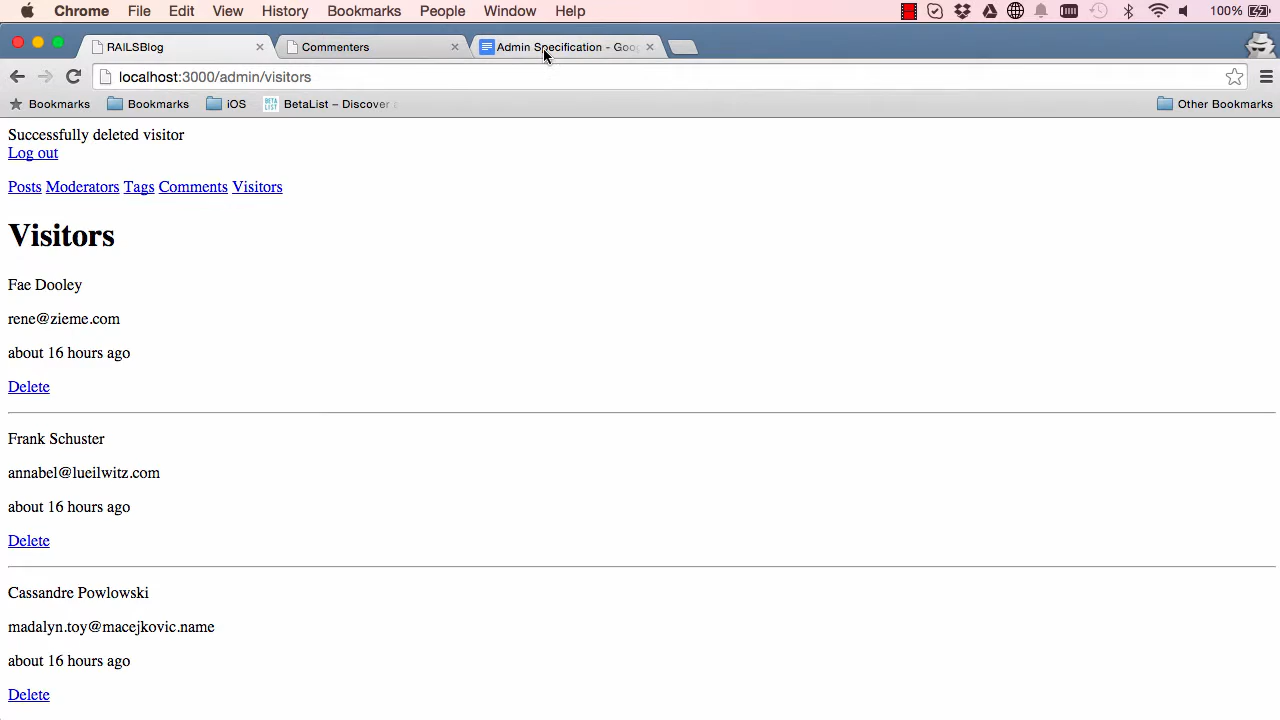 Chrome File Edit View History Bookmarks People Window Help 100%
RAILSBlog Commenters Admin Specification - Goo
localhost:3000/admin/visitors
Bookmarks Bookmarks iOS BETA LIST BetaList – Discover Other Bookmarks
Successfully deleted visitor
Log out
Posts Moderators Tags Comments Visitors
Visitors
Fae Dooley
rene@zieme.com
about 16 hours ago
Delete
Frank Schuster
annabel@lueilwitz.com
about 16 hours ago
Delete
Cassandre Powlowski
madalyn.toy@macejkovic.name
about 16 hours ago
Delete